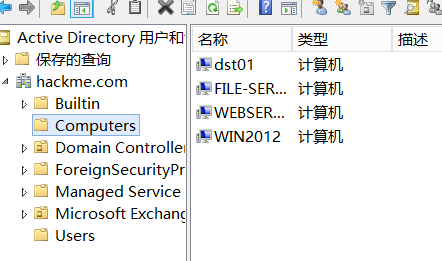 Active Directory 用户和
保存的查询
hackme.com
Builtin
Computers
Domain Controller
ForeignSecurityPr
Managed Service
Microsoft Exchang
Users
名称 类型 描述
dst01 计算机
FILE-SER... 计算机
WEBSER... 计算机
WIN2012 计算机